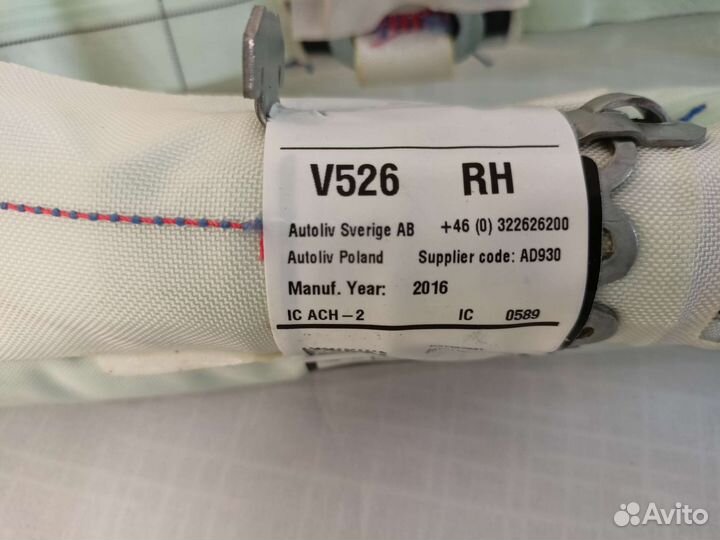 V526 RH
Autoliv Sverige AB +46 (0) 322626200
Autoliv Poland Supplier code: AD930
Manuf. Year: 2016
IC ACH-2 IC 0589
Avito